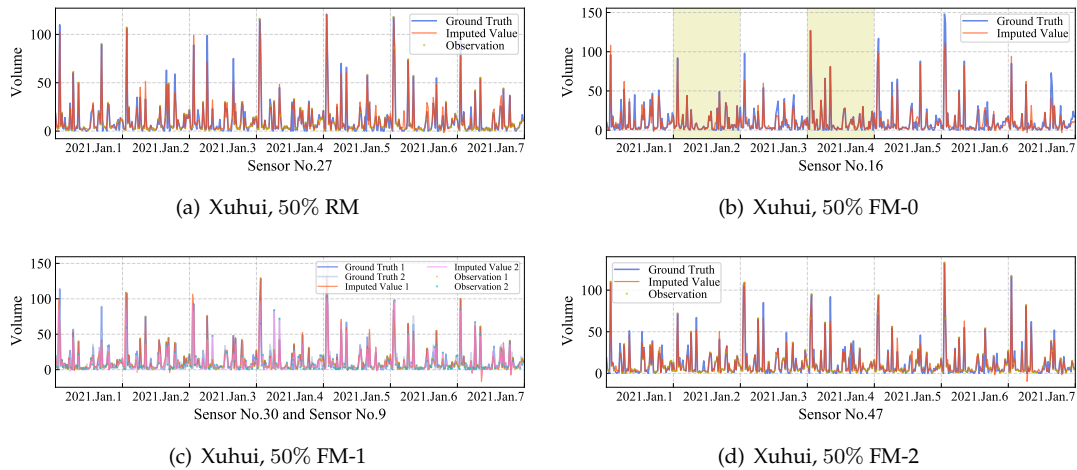 Volume
100
50
0
Ground Truth
Imputed Value
Observation
2021.Jan.1 2021.Jan.2 2021.Jan.3 2021.Jan.4 2021.Jan.5 2021.Jan.6 2021.Jan.7
Sensor No.27
(a) Xuhui, 50% RM
Volume
150
100
50
0
Ground Truth
Imputed Value
2021.Jan.1 2021.Jan.2 2021.Jan.3 2021.Jan.4 2021.Jan.5 2021.Jan.6 2021.Jan.7
Sensor No.16
(b) Xuhui, 50% FM-0
Volume
150
100
50
0
Ground Truth 1
Ground Truth 2
Imputed Value 1
Imputed Value 2
Observation 1
Observation 2
2021.Jan.1 2021.Jan.2 2021.Jan.3 2021.Jan.4 2021.Jan.5 2021.Jan.6 2021.Jan.7
Sensor No.30 and Sensor No.9
(c) Xuhui, 50% FM-1
Volume
150
100
50
0
Ground Truth
Imputed Value
Observation
2021.Jan.1 2021.Jan.2 2021.Jan.3 2021.Jan.4 2021.Jan.5 2021.Jan.6 2021.Jan.7
Sensor No.47
(d) Xuhui, 50% FM-2